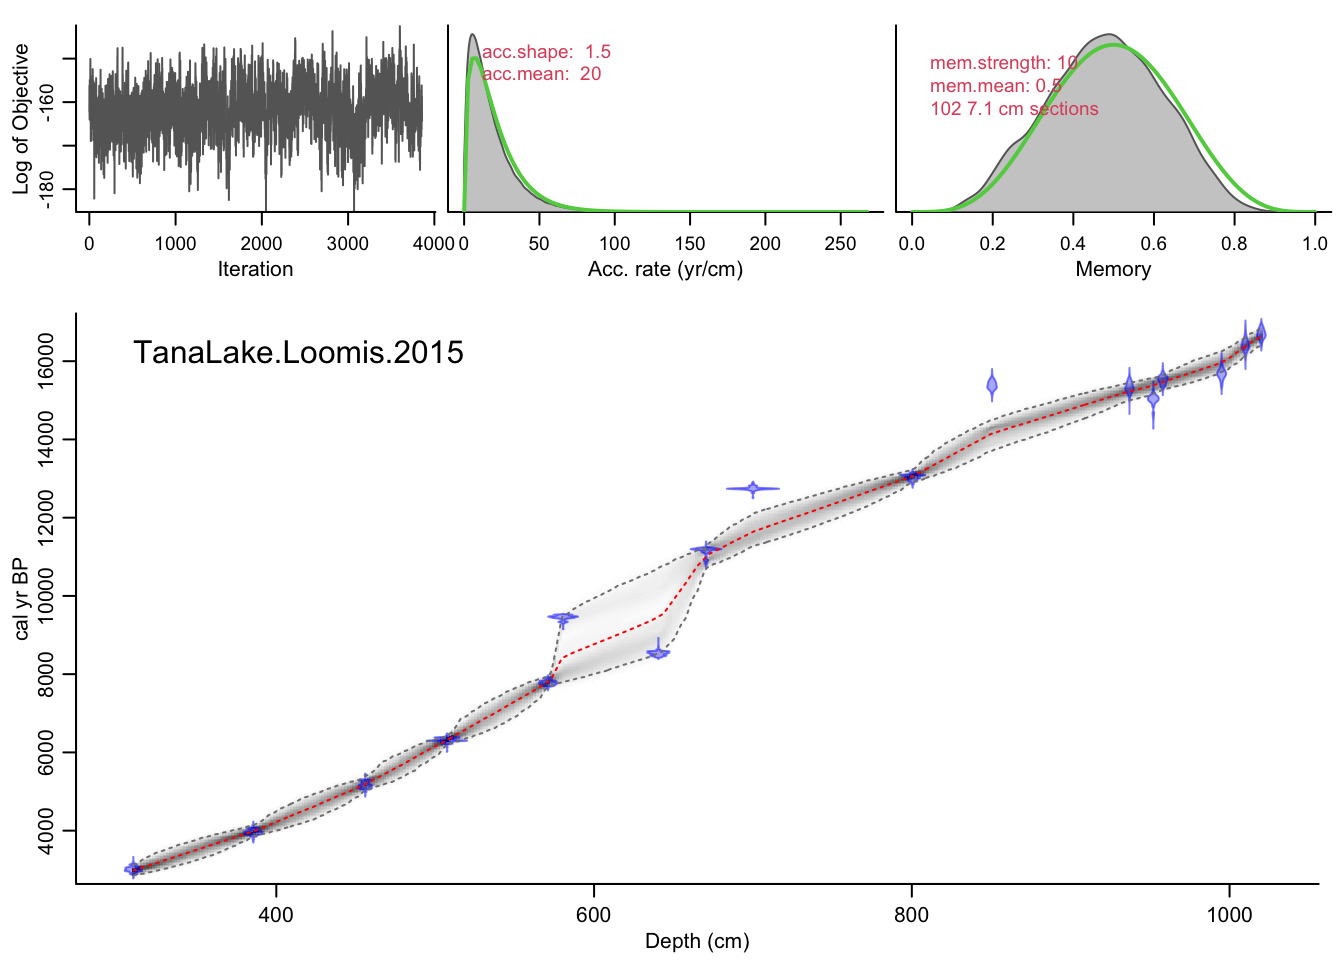 Log of Objective
-160
-180
0 1000 2000 3000 4000
Iteration
acc.shape: 1.5
acc.mean: 20
0 50 100 150 200 250
Acc. rate (yr/cm)
mem.strength: 10
mem.mean: 0.5
102 7.1 cm sections
0.0 0.2 0.4 0.6 0.8 1.0
Memory
TanaLake.Loomis.2015
cal yr BP
16000
14000
12000
10000
8000
6000
4000
400 600 800 1000
Depth (cm)